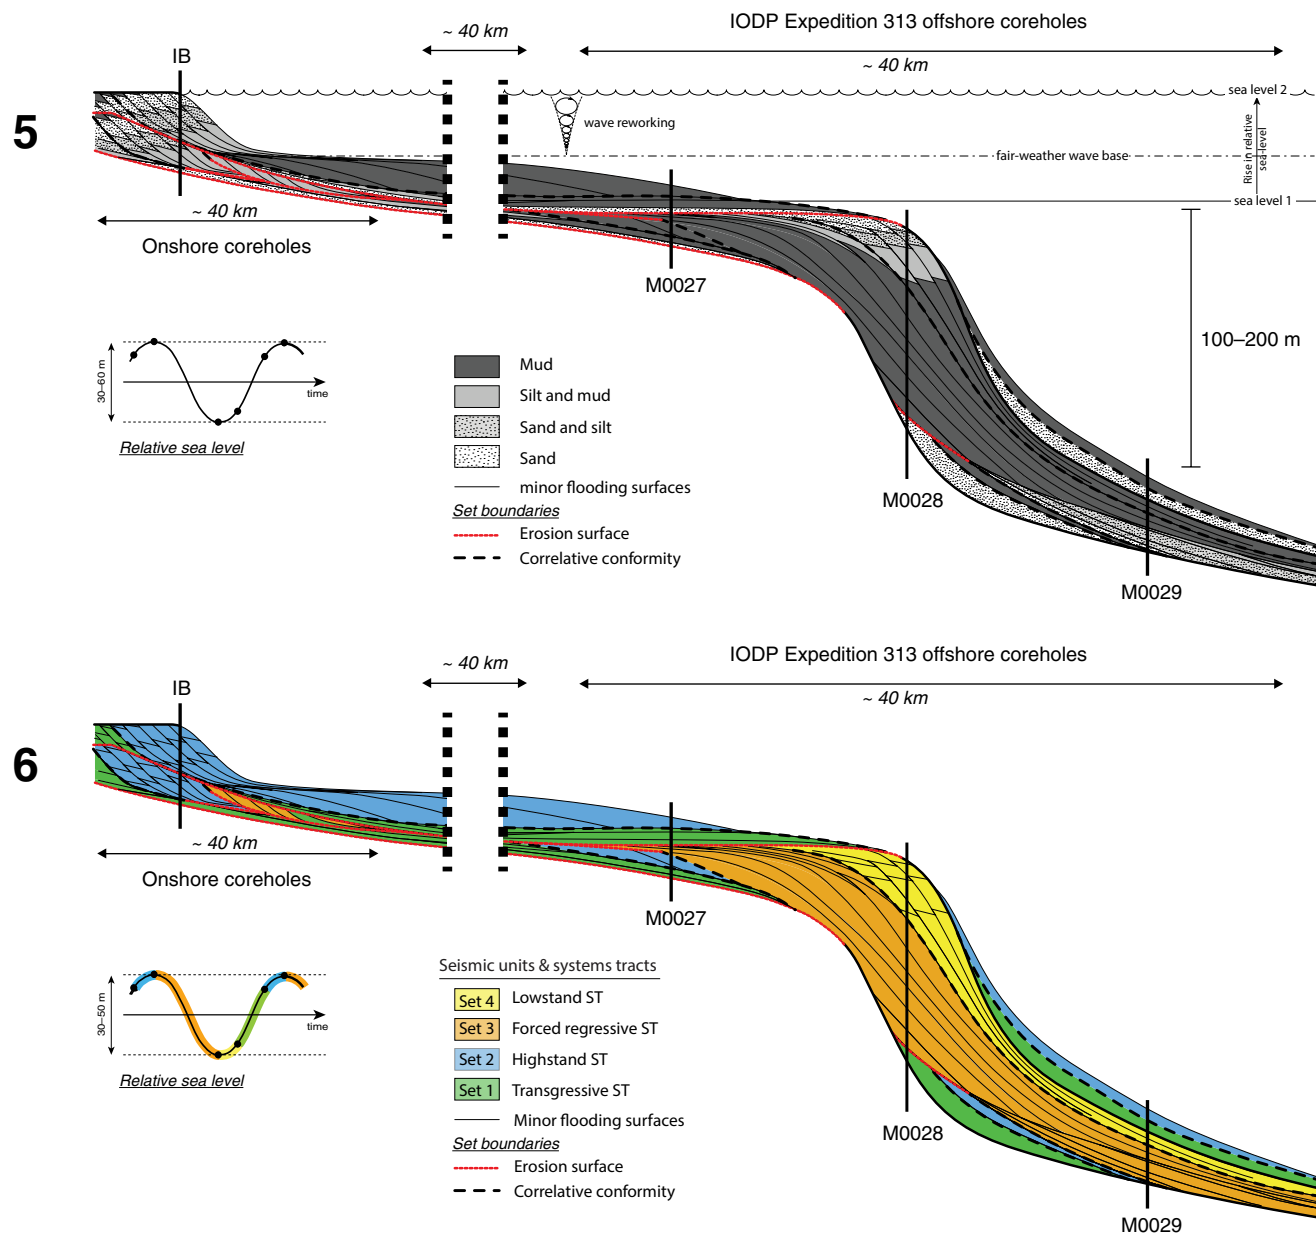 IODP Expedition 313 offshore coreholes
~ 40 km
~ 40 km
IB
sea level 2
5
wave reworking
fair-weather wave base
Rise in relative
sea-level
sea level 1
~ 40 km
Onshore coreholes
M0027
100–200 m
30–60 m
time
Relative sea level
Mud
Silt and mud
Sand and silt
Sand
minor flooding surfaces
Set boundaries
Erosion surface
Correlative conformity
M0028
M0029
IODP Expedition 313 offshore coreholes
~ 40 km
~ 40 km
IB
6
~ 40 km
Onshore coreholes
M0027
30–50 m
time
Relative sea level
Seismic units & systems tracts
Set 4 Lowstand ST
Set 3 Forced regressive ST
Set 2 Highstand ST
Set 1 Transgressive ST
Minor flooding surfaces
Set boundaries
Erosion surface
Correlative conformity
M0028
M0029